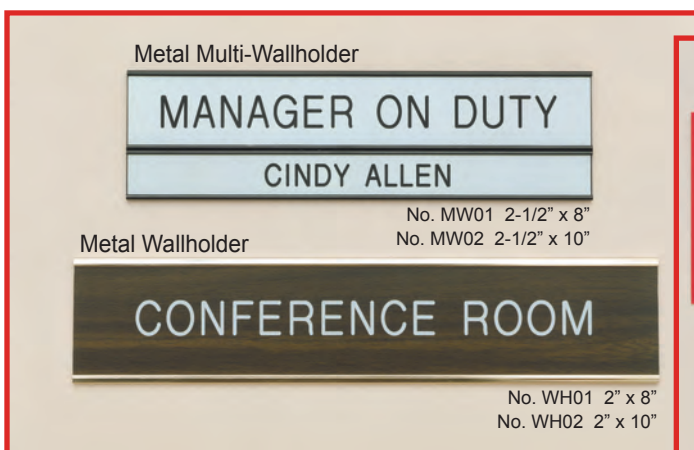 Metal Multi-Wallholder
MANAGER ON DUTY
CINDY ALLEN
No. MW01 2-1/2” x 8”
No. MW02 2-1/2” x 10”
Metal Wallholder
CONFERENCE ROOM
No. WH01 2” x 8”
No. WH02 2” x 10”